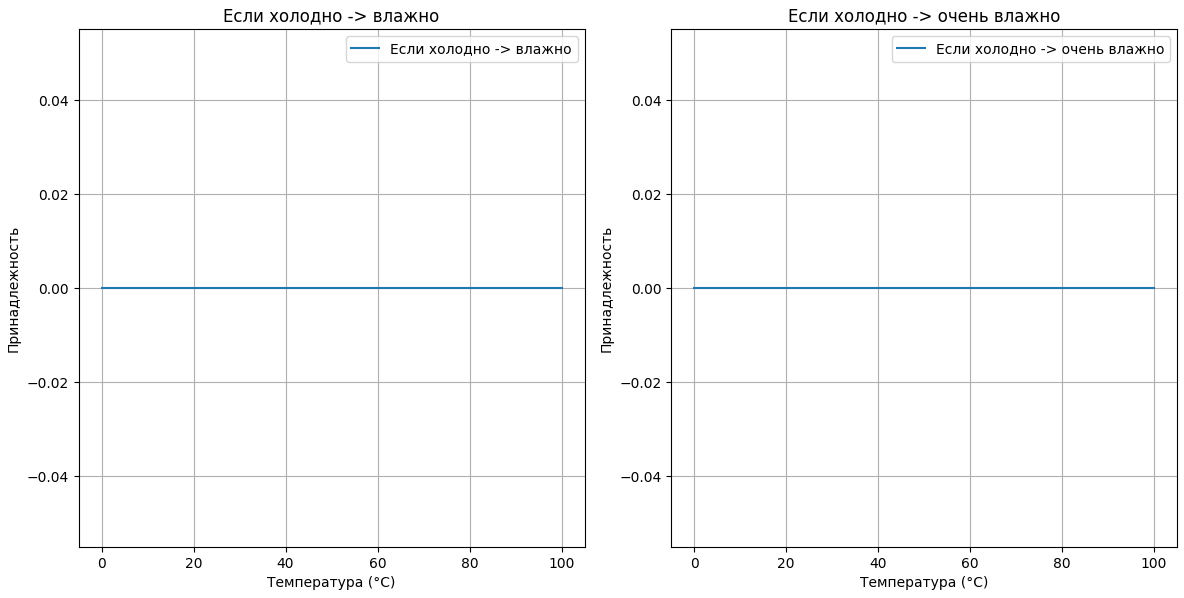 Если холодно -> влажно
Если холодно -> влажно
0.04
0.02
0.00
−0.02
−0.04
Принадлежность
0 20 40 60 80 100
Температура (°C)
Если холодно -> очень влажно
Если холодно -> очень влажно
0.04
0.02
0.00
−0.02
−0.04
Принадлежность
0 20 40 60 80 100
Температура (°C)